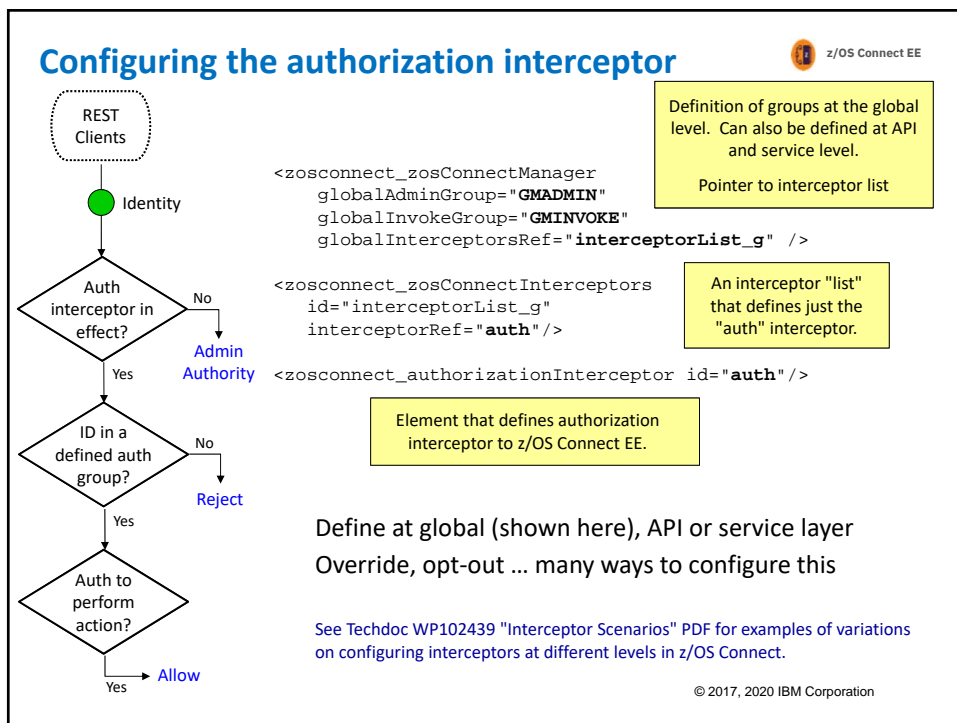 Configuring the authorization interceptor
z/OS Connect EE
REST
Clients
Identity
Auth
interceptor in
effect?
No
Admin
Authority
Yes
ID in a
defined auth
group?
No
Reject
Yes
Auth to
perform
action?
Yes
Allow
<zosconnect_zosConnectManager
globalAdminGroup="GMADMIN"
globalInvokeGroup="GMINVOKE"
globalInterceptorsRef="interceptorList_g" />
Definition of groups at the global
level. Can also be defined at API
and service level.
Pointer to interceptor list
<zosconnect_zosConnectInterceptors
id="interceptorList_g"
interceptorRef="auth"/>
An interceptor "list"
that defines just the
"auth" interceptor.
<zosconnect_authorizationInterceptor id="auth"/>
Element that defines authorization
interceptor to z/OS Connect EE.
Define at global (shown here), API or service layer
Override, opt-out … many ways to configure this
See Techdoc WP102439 "Interceptor Scenarios" PDF for examples of variations
on configuring interceptors at different levels in z/OS Connect.
© 2017, 2020 IBM Corporation